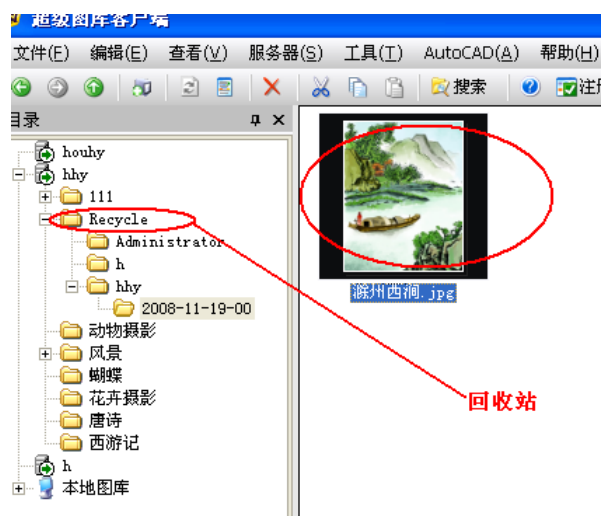 超级图库客户端
文件(F) 编辑(E) 查看(V) 服务器(S) 工具(T) AutoCAD(A) 帮助(H)
搜索 注册
目录
houhy
hhy
111
Recycle
Administrator
h
hhy
2008-11-19-00
动物摄影
风景
蝴蝶
花卉摄影
唐诗
西游记
h
本地图库
滁州西涧.jpg
回收站